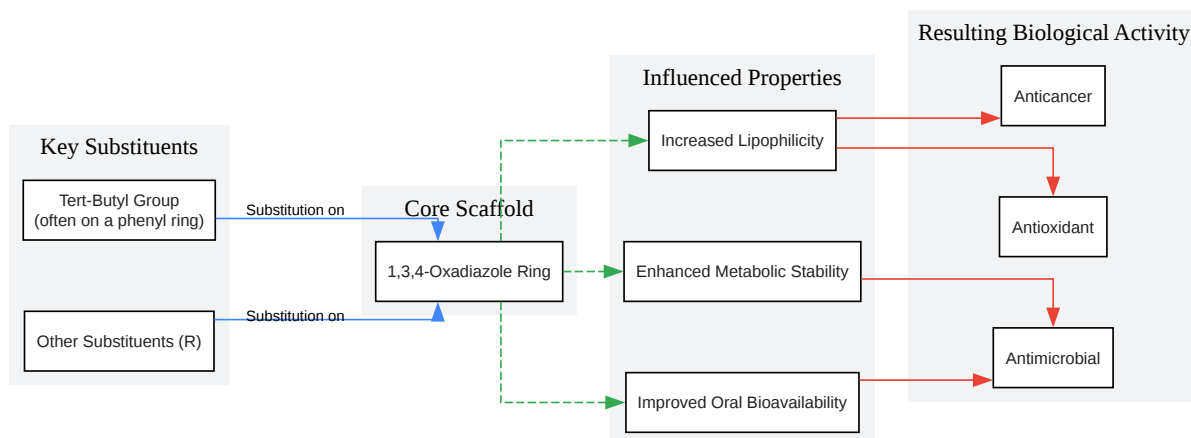 Key Substituents
Tert-Butyl Group
(often on a phenyl ring)
Other Substituents (R)
Substitution on
Substitution on
Core Scaffold
1,3,4-Oxadiazole Ring
Influenced Properties
Increased Lipophilicity
Enhanced Metabolic Stability
Improved Oral Bioavailability
Resulting Biological Activity
Anticancer
Antioxidant
Antimicrobial